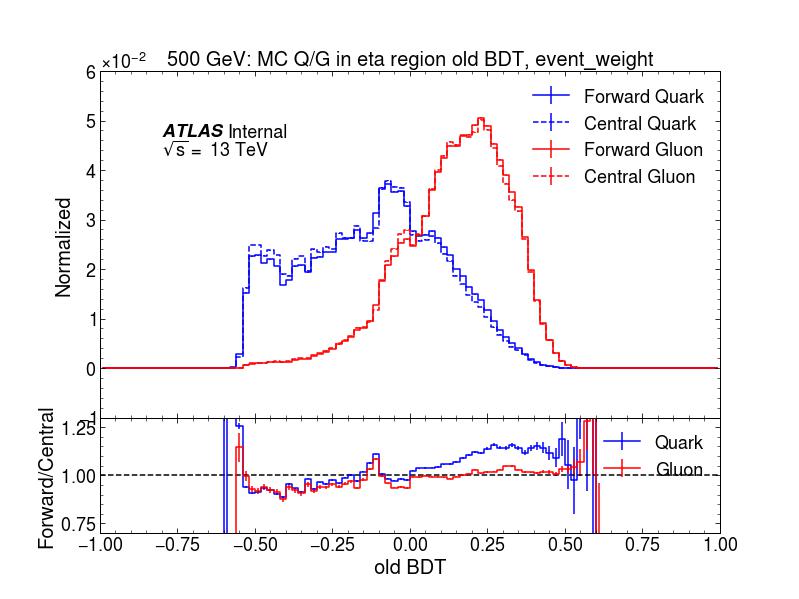 ×10⁻² 500 GeV: MC Q/G in eta region old BDT, event_weight
6
5
4
3
2
1
0
−1
Normalized
ATLAS Internal
√s = 13 TeV
Forward Quark
Central Quark
Forward Gluon
Central Gluon
1.25
1.00
0.75
Forward/Central
Quark
Gluon
−1.00 −0.75 −0.50 −0.25 0.00 0.25 0.50 0.75 1.00
old BDT